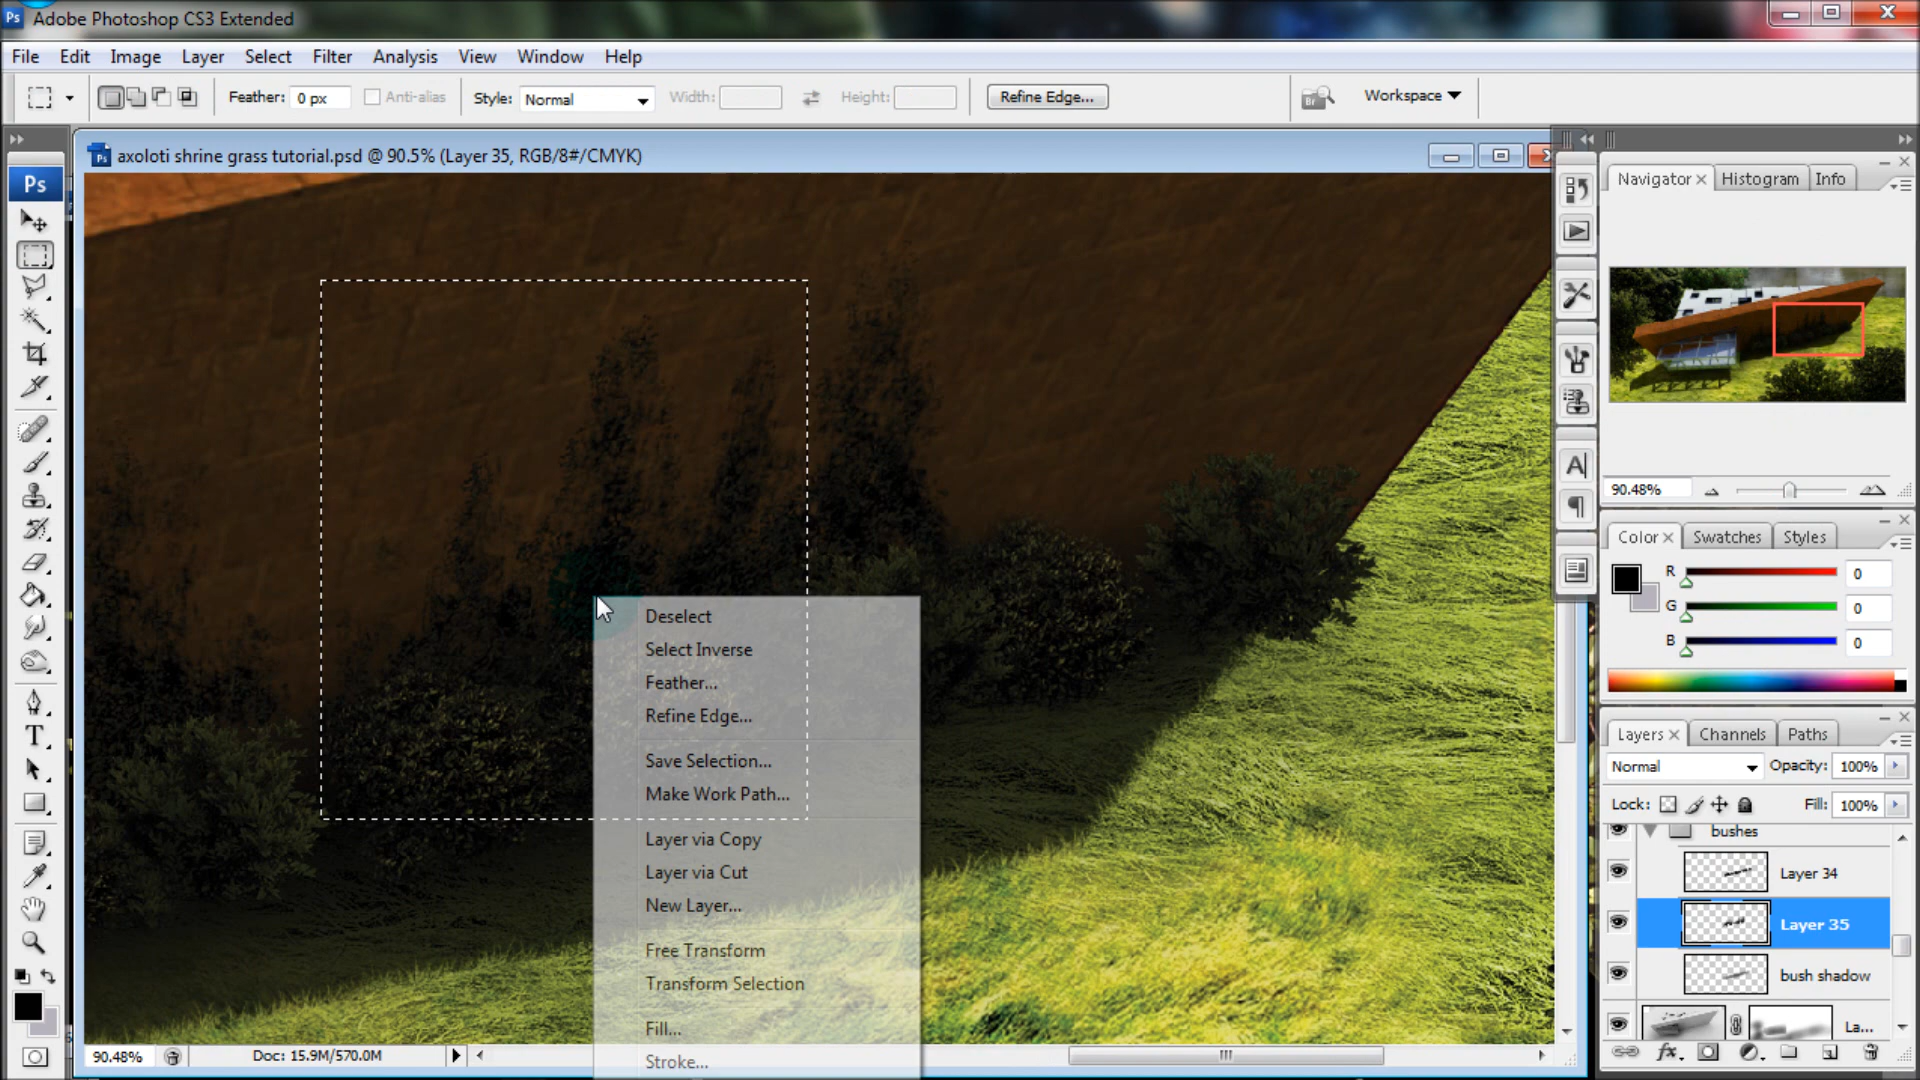 Ps Adobe Photoshop CS3 Extended
File Edit Image Layer Select Filter Analysis View Window Help
Feather: 0 px Anti-alias Style: Normal Width: Height: Refine Edge... Br Workspace
Ps axoloti shrine grass tutorial.psd @ 90.5% (Layer 35, RGB/8#/CMYK)
Ps
Navigator Histogram Info
90.48%
Color Swatches Styles
R 0
G 0
B 0
Layers Channels Paths
Normal Opacity: 100%
Lock: Fill: 100%
bushes
Layer 34
Layer 35
bush shadow
La...
Deselect
Select Inverse
Feather...
Refine Edge...
Save Selection...
Make Work Path...
Layer via Copy
Layer via Cut
New Layer...
Free Transform
Transform Selection
Fill...
Stroke...
90.48% Doc: 15.9M/570.0M